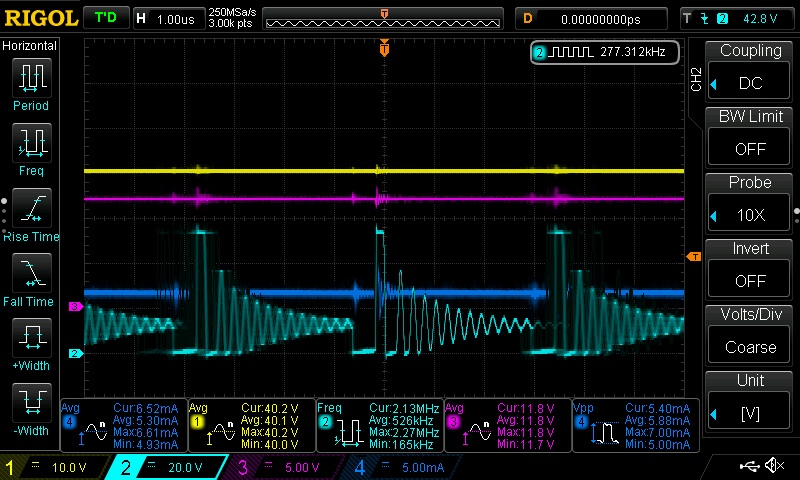 RIGOL T'D H 1.00us 250MSa/s 3.00k pts T D 0.00000000ps T 2 42.8 V
Horizontal
Period
Freq
Rise Time
Fall Time
+Width
-Width
T
2 277.312kHz
3
2
T
CH2
Coupling
DC
BW Limit
OFF
Probe
10X
Invert
OFF
Volts/Div
Coarse
Unit
[V]
Avg 4 n Cur:6.52mA
Avg:5.30mA
Max:6.61mA
Min:4.93mA
Avg 1 n Cur:40.2 V
Avg:40.1 V
Max:40.2 V
Min:40.0 V
Freq 2 Cur:2.13MHz
Avg:526kHz
Max:2.27MHz
Min:165kHz
Avg 3 n Cur:11.8 V
Avg:11.8 V
Max:11.8 V
Min:11.7 V
Vpp 4 Cur:5.40mA
Avg:5.88mA
Max:7.00mA
Min:5.00mA
1 10.0 V 2 20.0 V 3 5.00 V 4 5.00mA